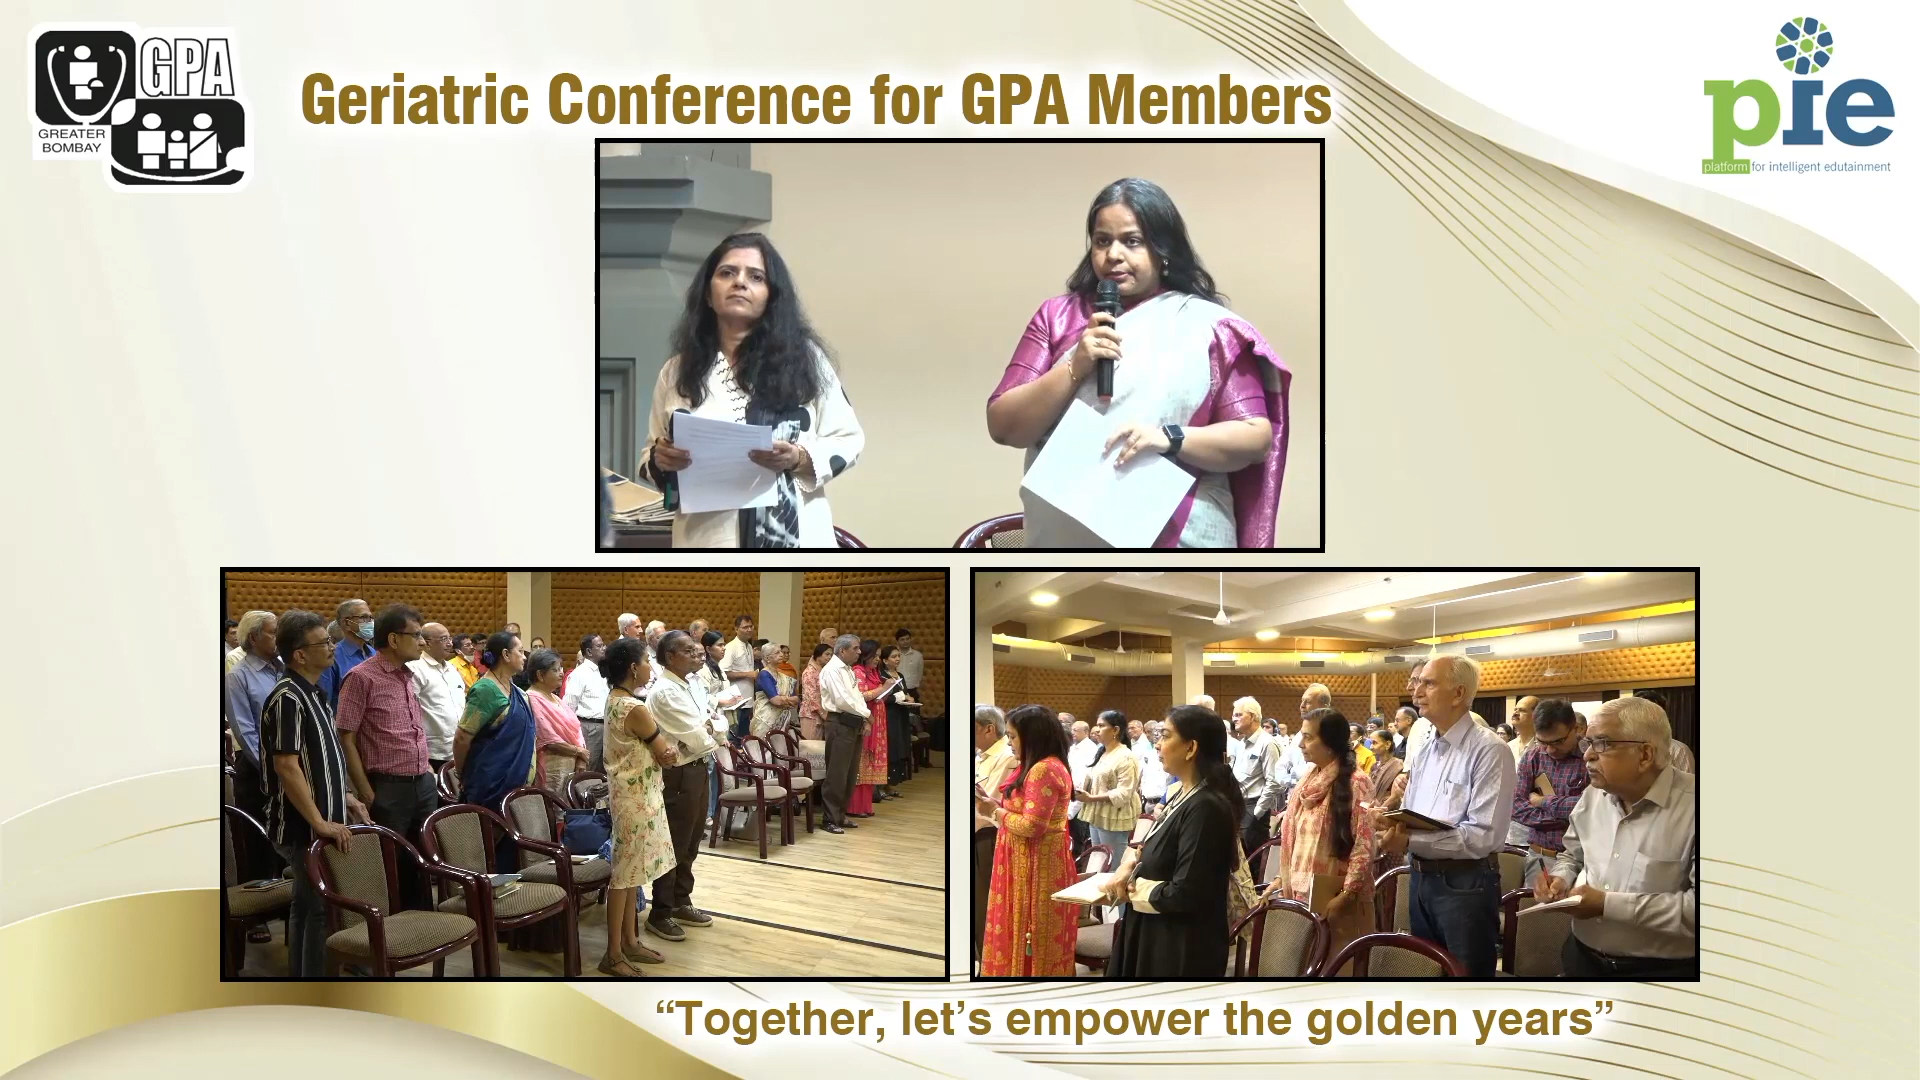 GPA
GREATER
BOMBAY
Geriatric Conference for GPA Members
pie
platform for intelligent edutainment
“Together, let’s empower the golden years”